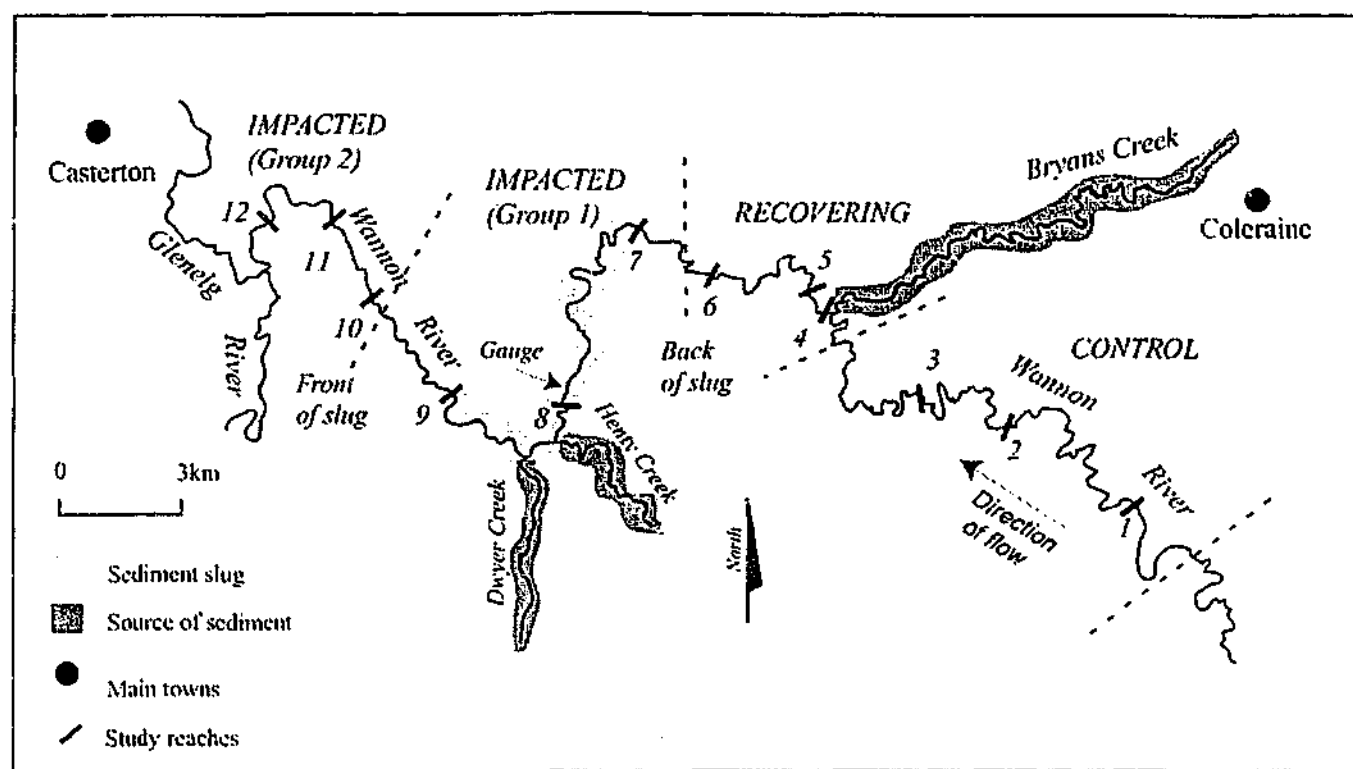 Casterton
IMPACTED
(Group 2)
IMPACTED
(Group 1)
RECOVERING
Bryans Creek
Coleraine
12
11
Wannon
River
10
9
Glenelg
River
Front
of slug
Gauge
8
7
6
5
4
Back
of slug
CONTROL
3
Wannon
2
River
1
Direction
of flow
Henty Creek
Dwyer Creek
North
0 3km
Sediment slug
Source of sediment
Main towns
Study reaches